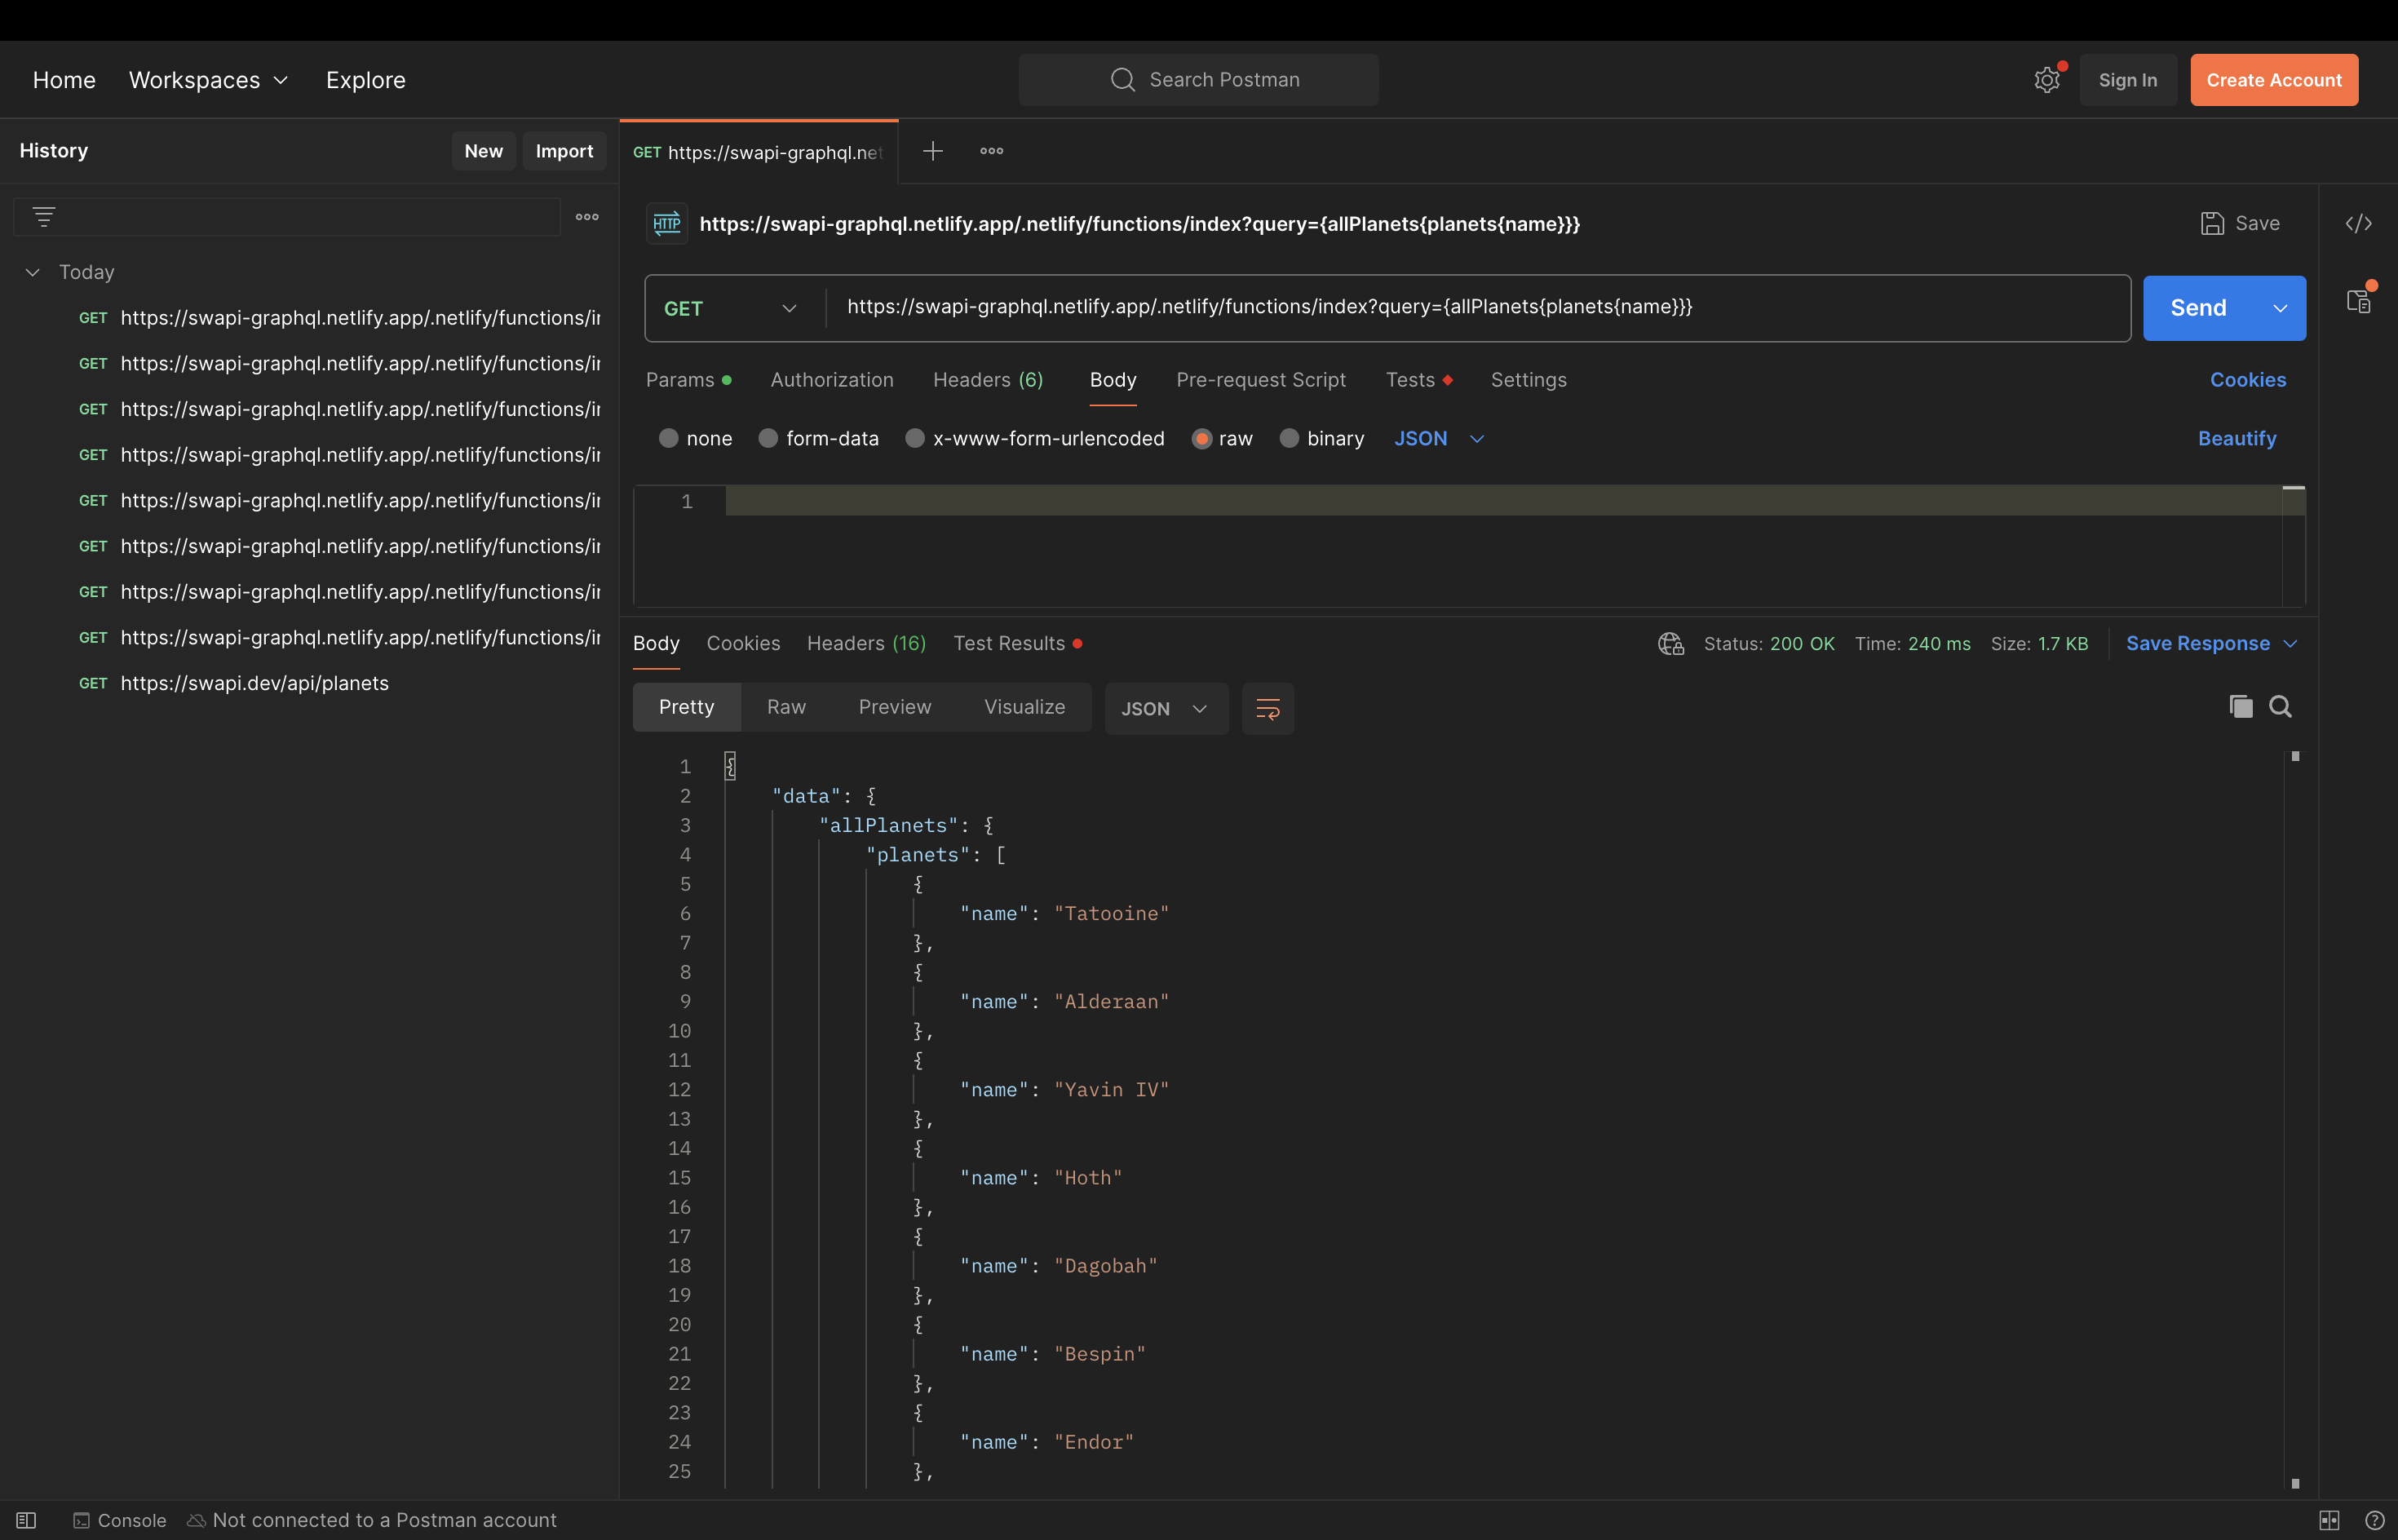 Home Workspaces Explore Search Postman Sign In Create Account
History New Import
GET https://swapi-graphql.net
HTTP https://swapi-graphql.netlify.app/.netlify/functions/index?query={allPlanets{planets{name}}} Save
Today
GET https://swapi-graphql.netlify.app/.netlify/functions/ir
GET https://swapi-graphql.netlify.app/.netlify/functions/ir
GET https://swapi-graphql.netlify.app/.netlify/functions/ir
GET https://swapi-graphql.netlify.app/.netlify/functions/ir
GET https://swapi-graphql.netlify.app/.netlify/functions/ir
GET https://swapi-graphql.netlify.app/.netlify/functions/ir
GET https://swapi-graphql.netlify.app/.netlify/functions/ir
GET https://swapi-graphql.netlify.app/.netlify/functions/ir
GET https://swapi.dev/api/planets
GET https://swapi-graphql.netlify.app/.netlify/functions/index?query={allPlanets{planets{name}}} Send
Params Authorization Headers (6) Body Pre-request Script Tests Settings Cookies
none form-data x-www-form-urlencoded raw binary JSON Beautify
1
Body Cookies Headers (16) Test Results Status: 200 OK Time: 240 ms Size: 1.7 KB Save Response
Pretty Raw Preview Visualize JSON
1 {
2 "data": {
3 "allPlanets": {
4 "planets": [
5 {
6 "name": "Tatooine"
7 },
8 {
9 "name": "Alderaan"
10 },
11 {
12 "name": "Yavin IV"
13 },
14 {
15 "name": "Hoth"
16 },
17 {
18 "name": "Dagobah"
19 },
20 {
21 "name": "Bespin"
22 },
23 {
24 "name": "Endor"
25 },
Console Not connected to a Postman account